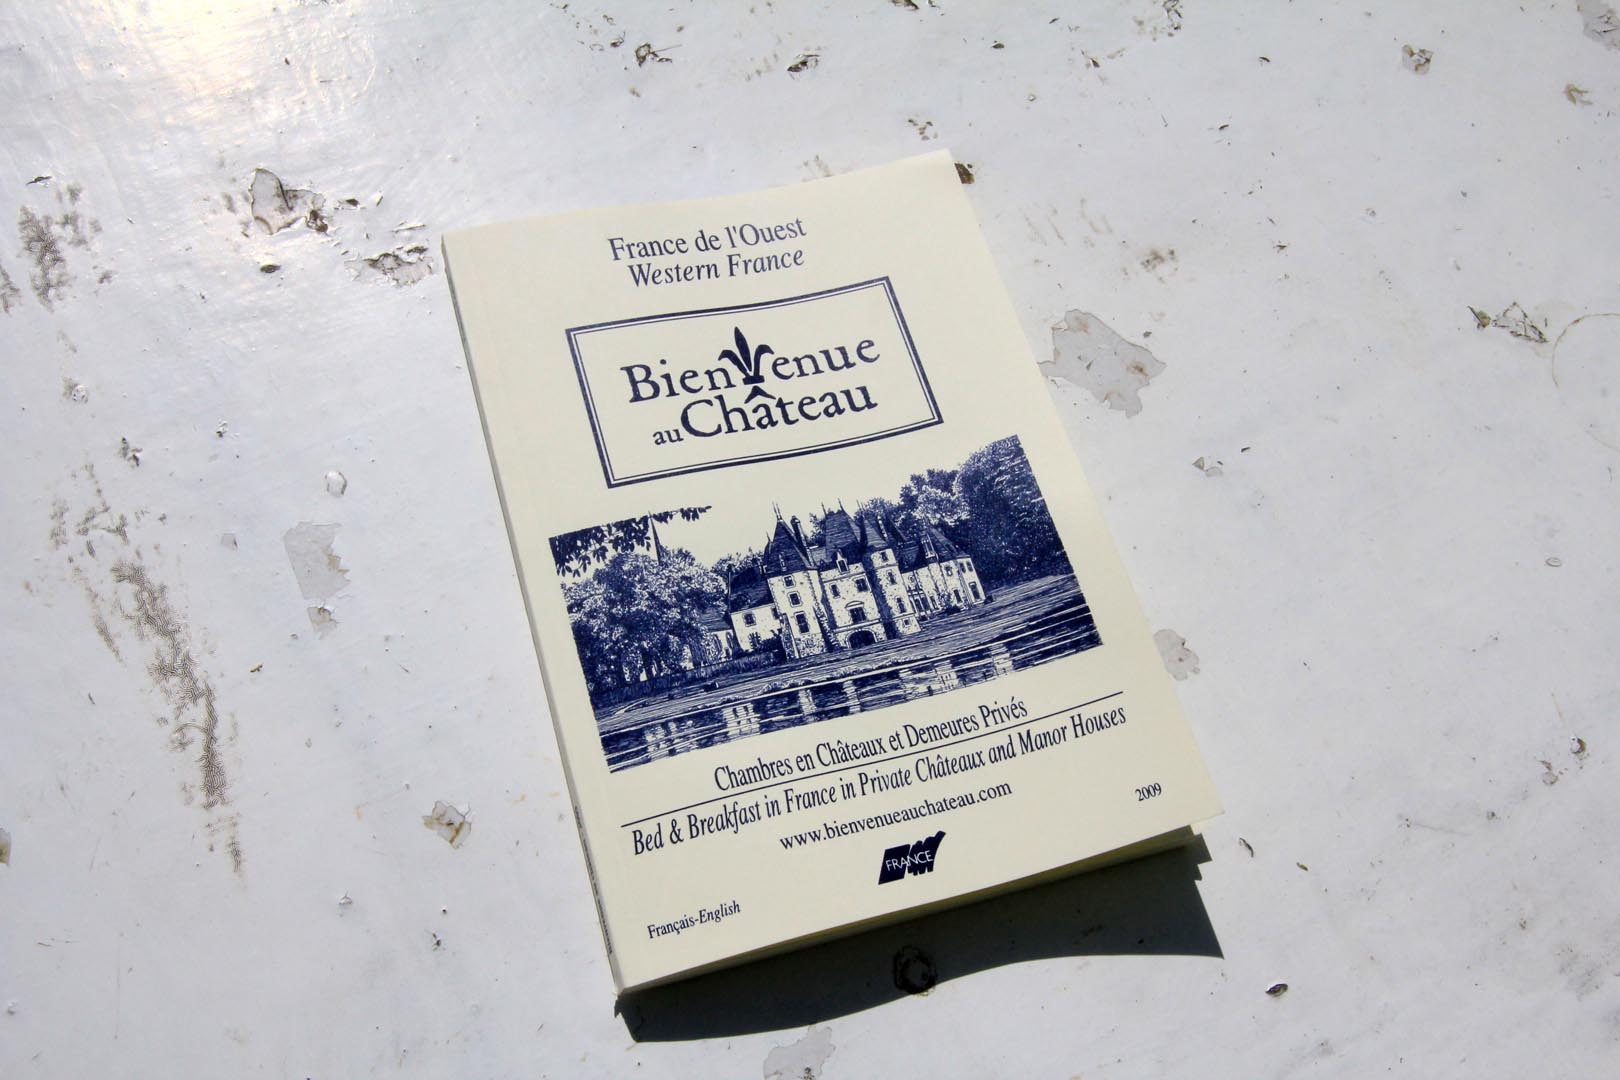 France de l'Ouest
Western France
Bienvenue
au Château
Chambres en Châteaux et Demeures Privés
Bed & Breakfast in France in Private Châteaux and Manor Houses
www.bienvenueauchateau.com
2009
FRANCE
Français-English